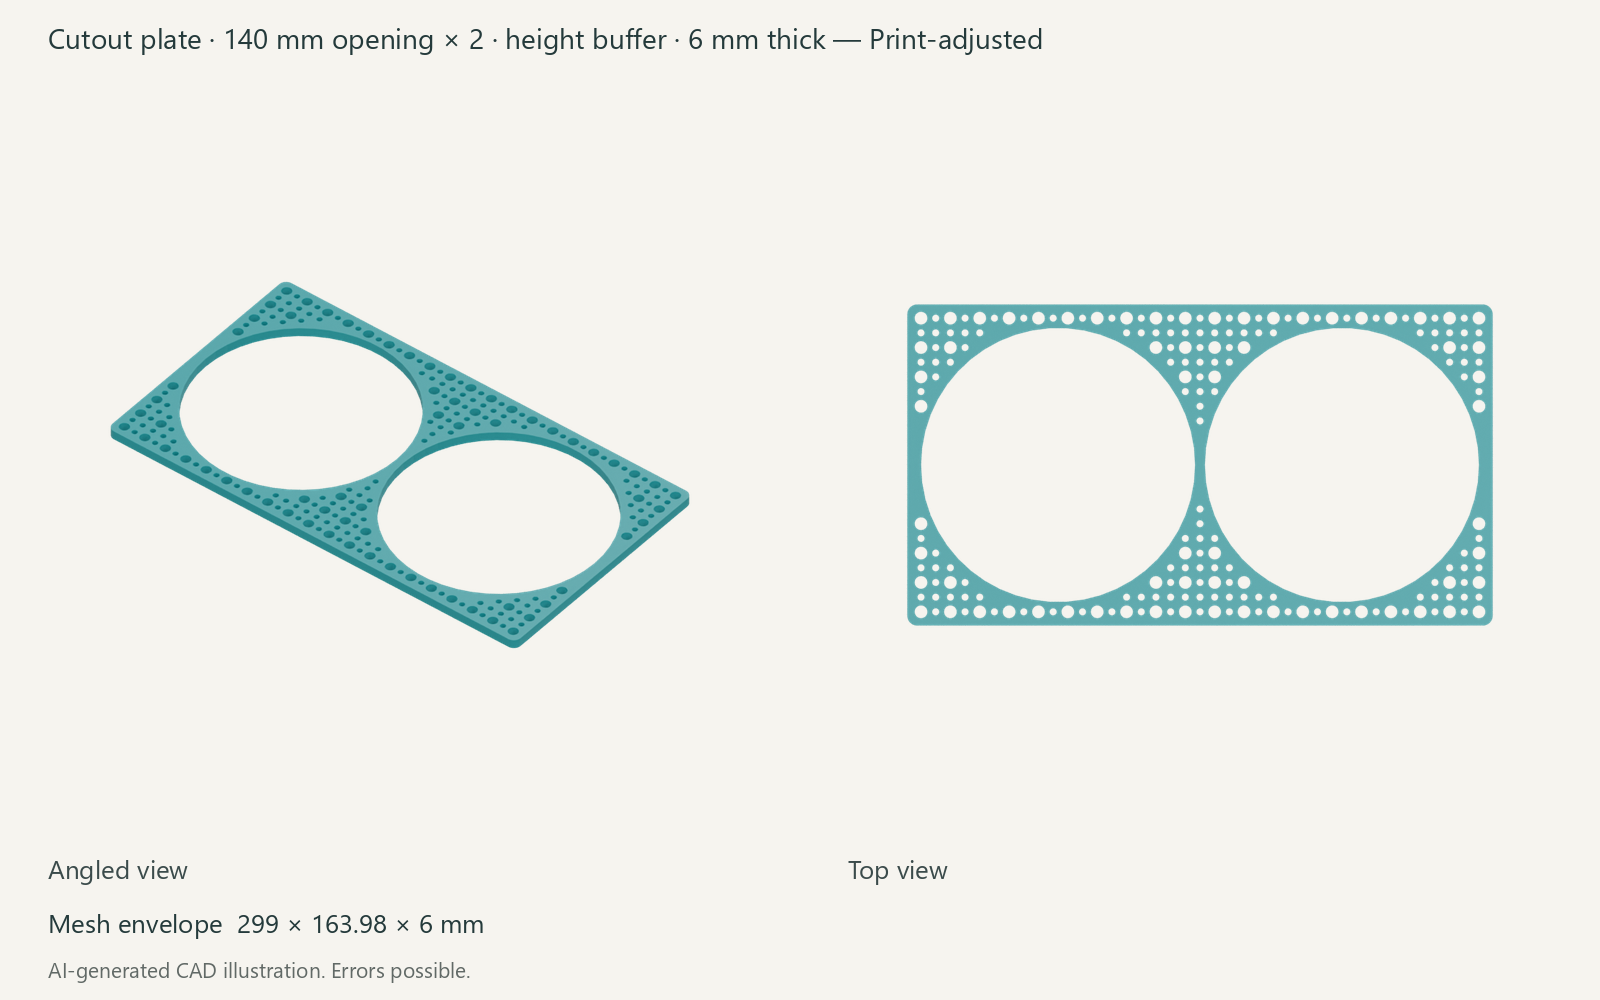 Cutout plate · 140 mm opening × 2 · height buffer · 6 mm thick — Print-adjusted
Angled view
Top view
Mesh envelope  299 × 163.98 × 6 mm
AI-generated CAD illustration. Errors possible.